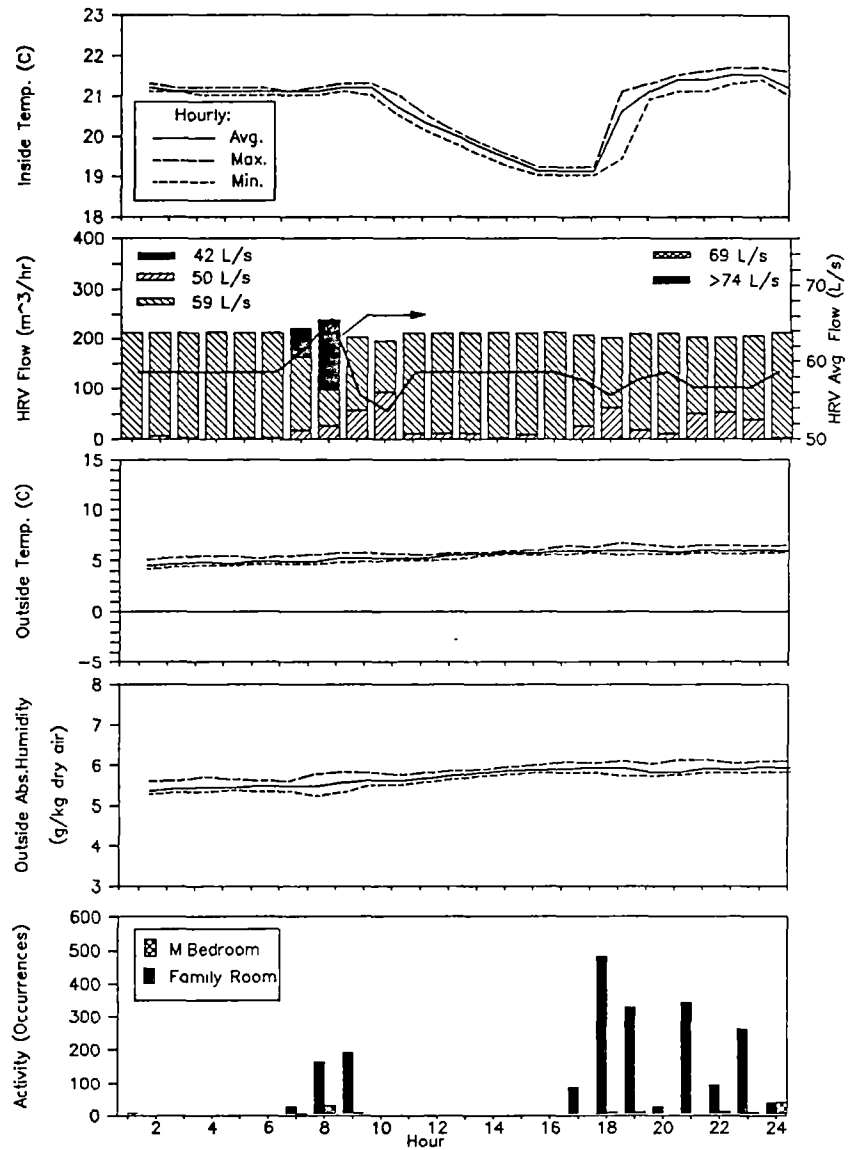 Inside Temp. (C)
23
22
21
20
19
18
Hourly:
Avg.
Max.
Min.
HRV Flow (m^3/hr)
400
300
200
100
0
42 L/s
50 L/s
59 L/s
69 L/s
>74 L/s
70
60
50
HRV Avg Flow (L/s)
Outside Temp. (C)
15
10
5
0
-5
Outside Abs.Humidity
(g/kg dry air)
8
7
6
5
4
3
Activity (Occurrences)
600
500
400
300
200
100
0
M Bedroom
Family Room
2 4 6 8 10 12 14 16 18 20 22 24
Hour